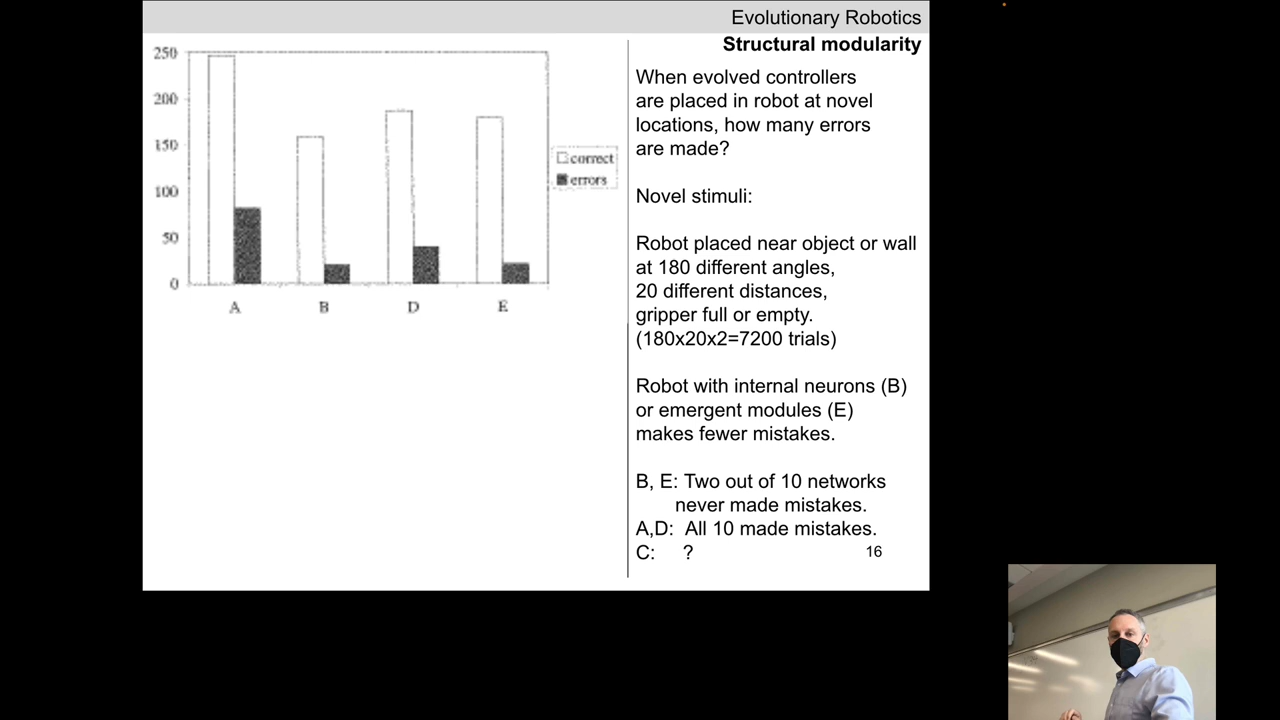 Evolutionary Robotics
Structural modularity
250
200
150
100
50
0
A B D E
correct
errors
When evolved controllers
are placed in robot at novel
locations, how many errors
are made?
Novel stimuli:
Robot placed near object or wall
at 180 different angles,
20 different distances,
gripper full or empty.
(180x20x2=7200 trials)
Robot with internal neurons (B)
or emergent modules (E)
makes fewer mistakes.
B, E: Two out of 10 networks
never made mistakes.
A,D: All 10 made mistakes.
C: ?
16